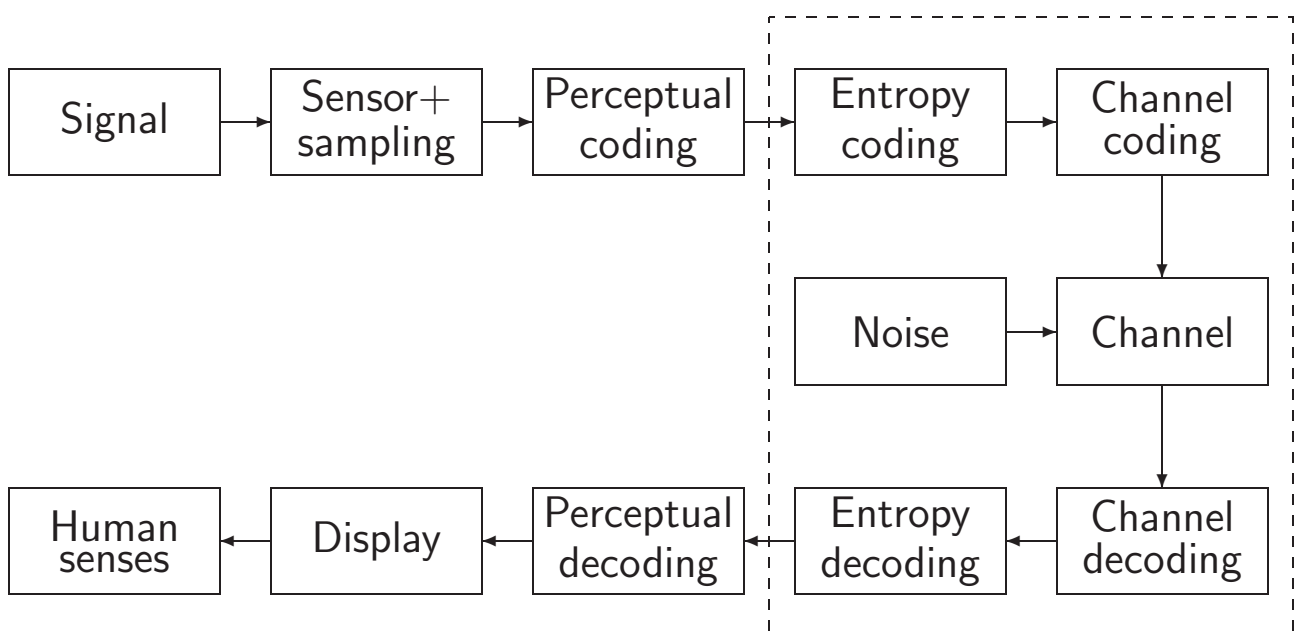 Signal
Sensor+
sampling
Perceptual
coding
Entropy
coding
Channel
coding
Noise
Channel
Human
senses
Display
Perceptual
decoding
Entropy
decoding
Channel
decoding